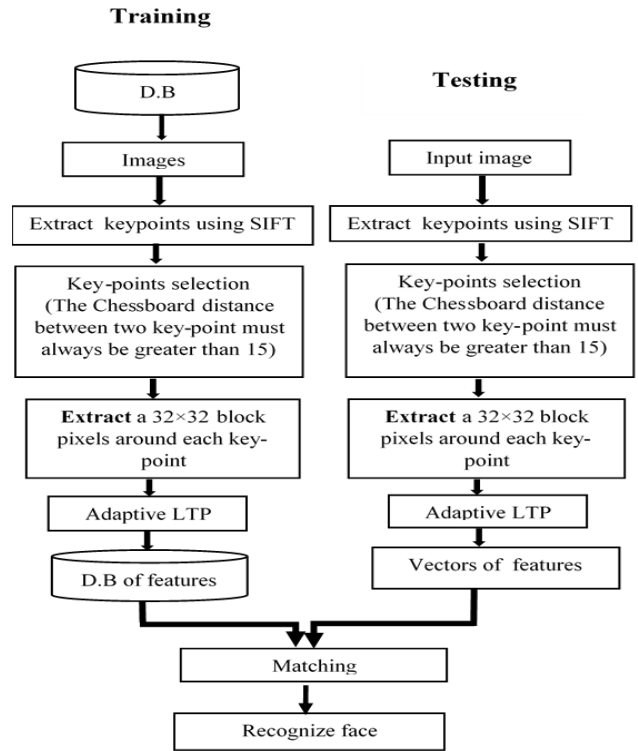 Training
D.B
Images
Extract keypoints using SIFT
Key-points selection
(The Chessboard distance
between two key-point must
always be greater than 15)
Extract a 32×32 block
pixels around each key-
point
Adaptive LTP
D.B of features
Testing
Input image
Extract keypoints using SIFT
Key-points selection
(The Chessboard distance
between two key-point must
always be greater than 15)
Extract a 32×32 block
pixels around each key-
point
Adaptive LTP
Vectors of features
Matching
Recognize face